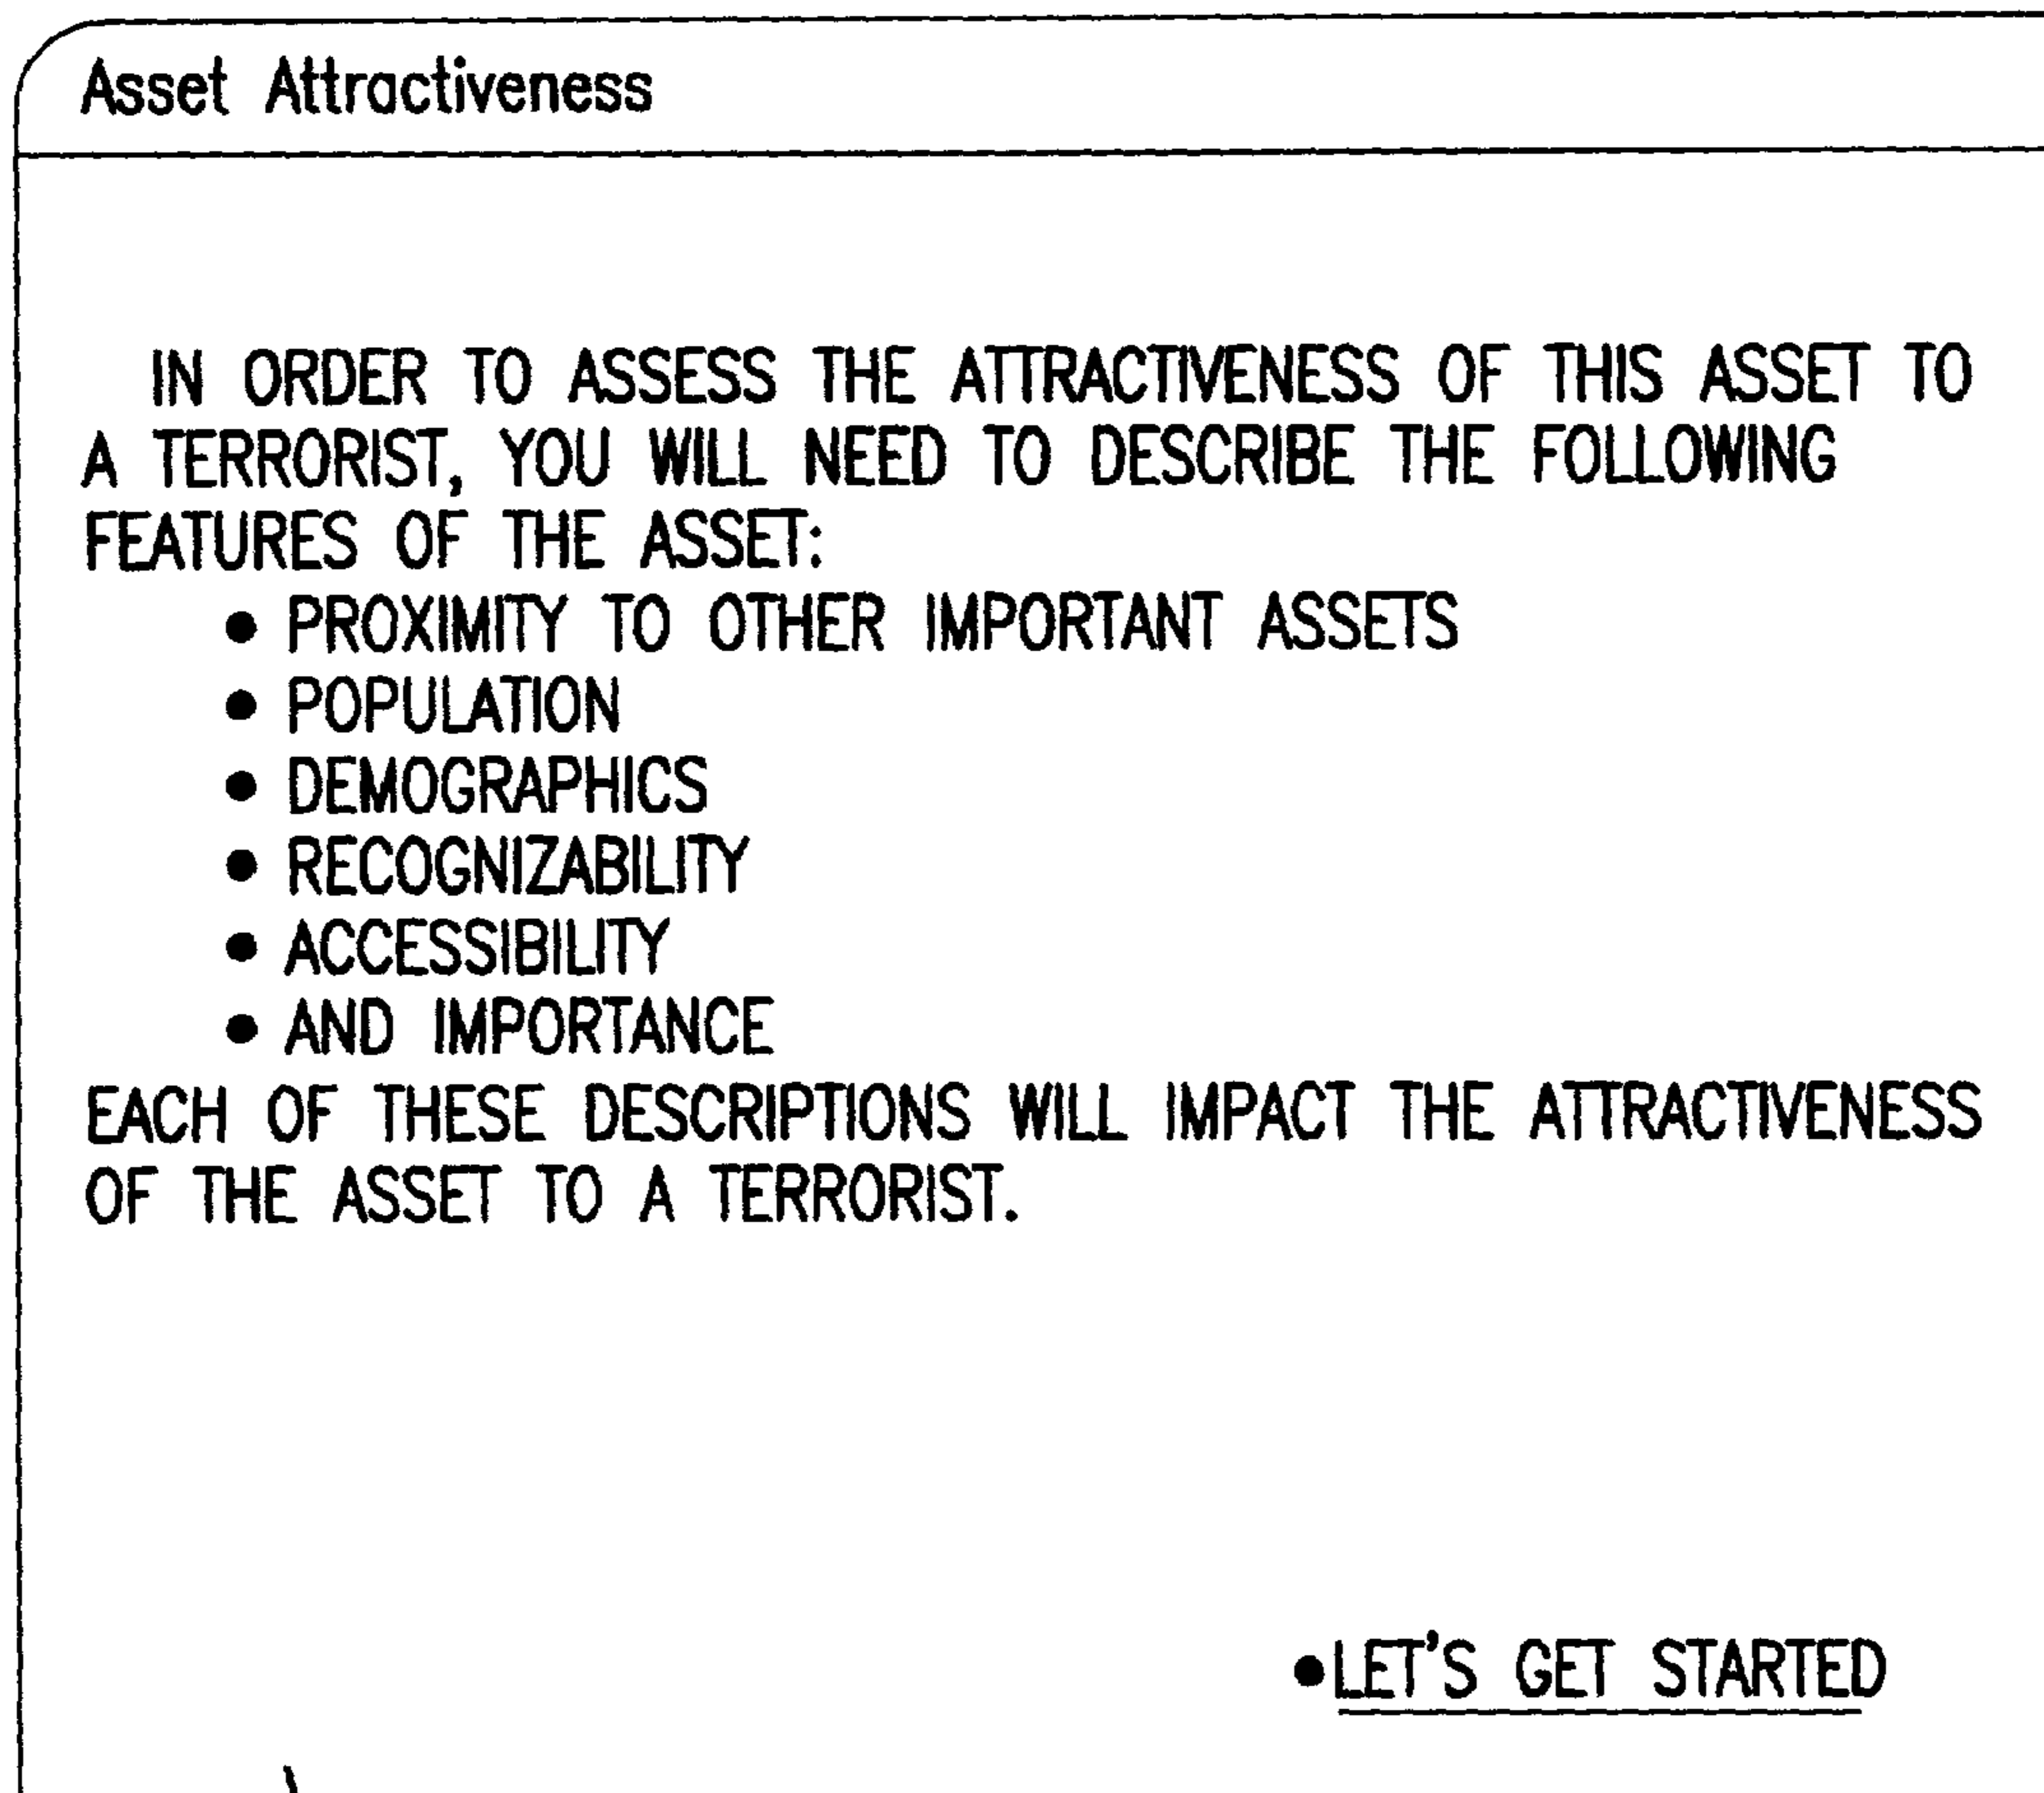 Asset Attractiveness
IN ORDER TO ASSESS THE ATTRACTIVENESS OF THIS ASSET TO
A TERRORIST, YOU WILL NEED TO DESCRIBE THE FOLLOWING
FEATURES OF THE ASSET:
• PROXIMITY TO OTHER IMPORTANT ASSETS
• POPULATION
• DEMOGRAPHICS
• RECOGNIZABILITY
• ACCESSIBILITY
• AND IMPORTANCE
EACH OF THESE DESCRIPTIONS WILL IMPACT THE ATTRACTIVENESS
OF THE ASSET TO A TERRORIST.
•LET'S GET STARTED